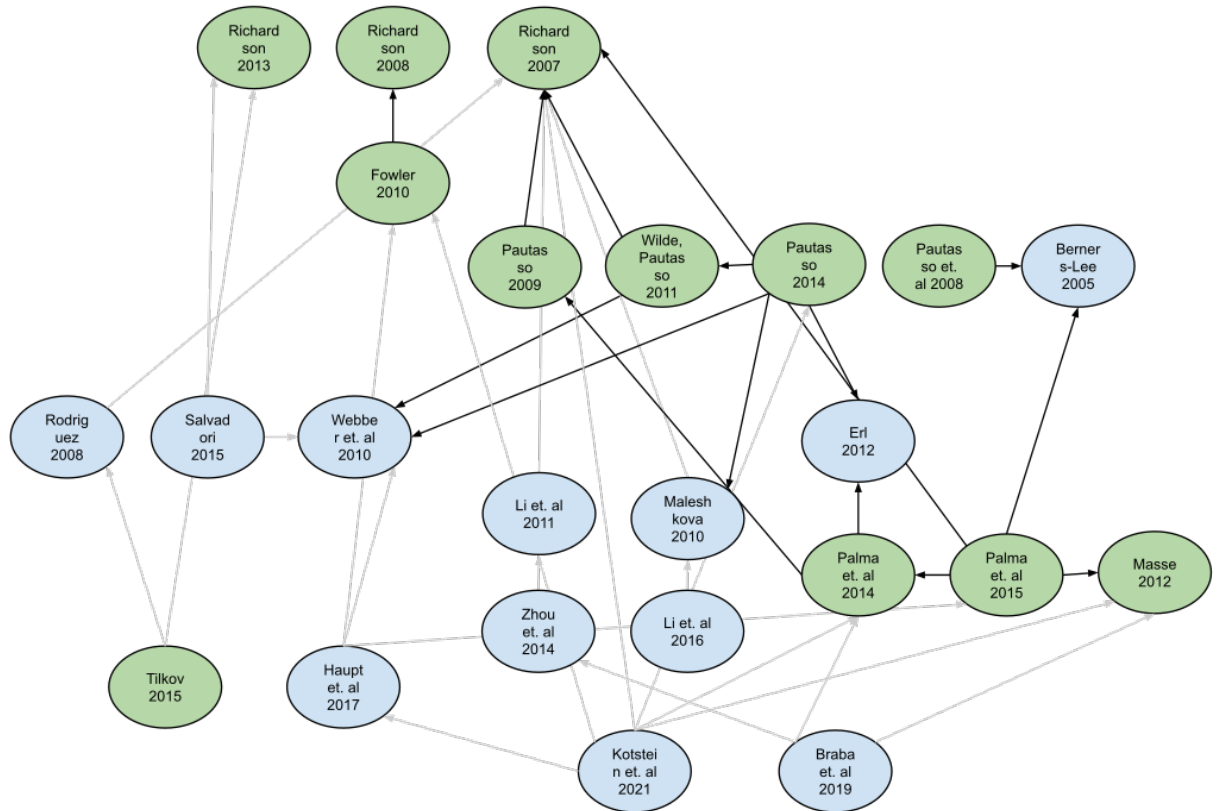 Richard
son
2013
Richard
son
2008
Richard
son
2007
Fowler
2010
Pautas
so
2009
Wilde,
Pautas
so
2011
Pautas
so
2014
Pautas
so et.
al 2008
Berner
s-Lee
2005
Rodrig
uez
2008
Salvad
ori
2015
Webbe
r et. al
2010
Erl
2012
Li et. al
2011
Malesh
kova
2010
Palma
et. al
2014
Palma
et. al
2015
Masse
2012
Zhou
et. al
2014
Li et. al
2016
Tilkov
2015
Haupt
et. al
2017
Kotstei
n et. al
2021
Braba
et. al
2019